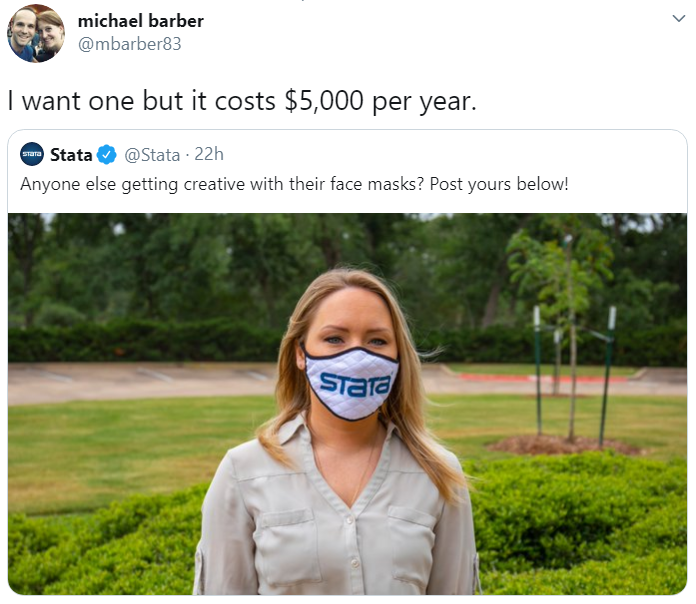 michael barber
@mbarber83
I want one but it costs $5,000 per year.
STATA
Stata @Stata · 22h
Anyone else getting creative with their face masks? Post yours below!
STATA